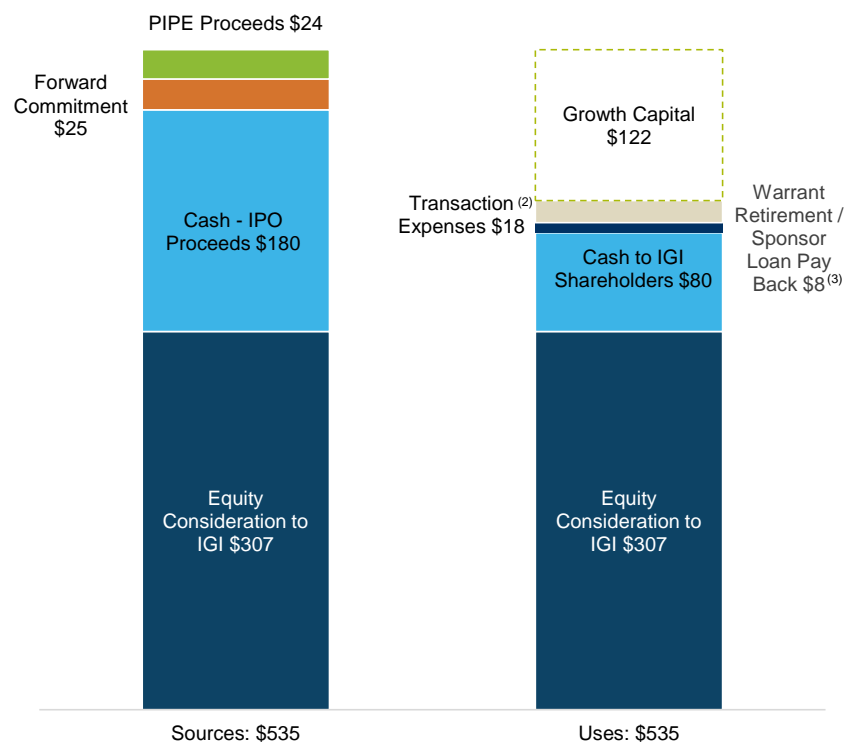 PIPE Proceeds $24
Forward
Commitment
$25
Cash - IPO
Proceeds $180
Equity
Consideration to
IGI $307
Sources: $535
Growth Capital
$122
Transaction (2)
Expenses $18
Warrant
Retirement /
Sponsor
Loan Pay
Back $8(3)
Cash to IGI
Shareholders $80
Equity
Consideration to
IGI $307
Uses: $535